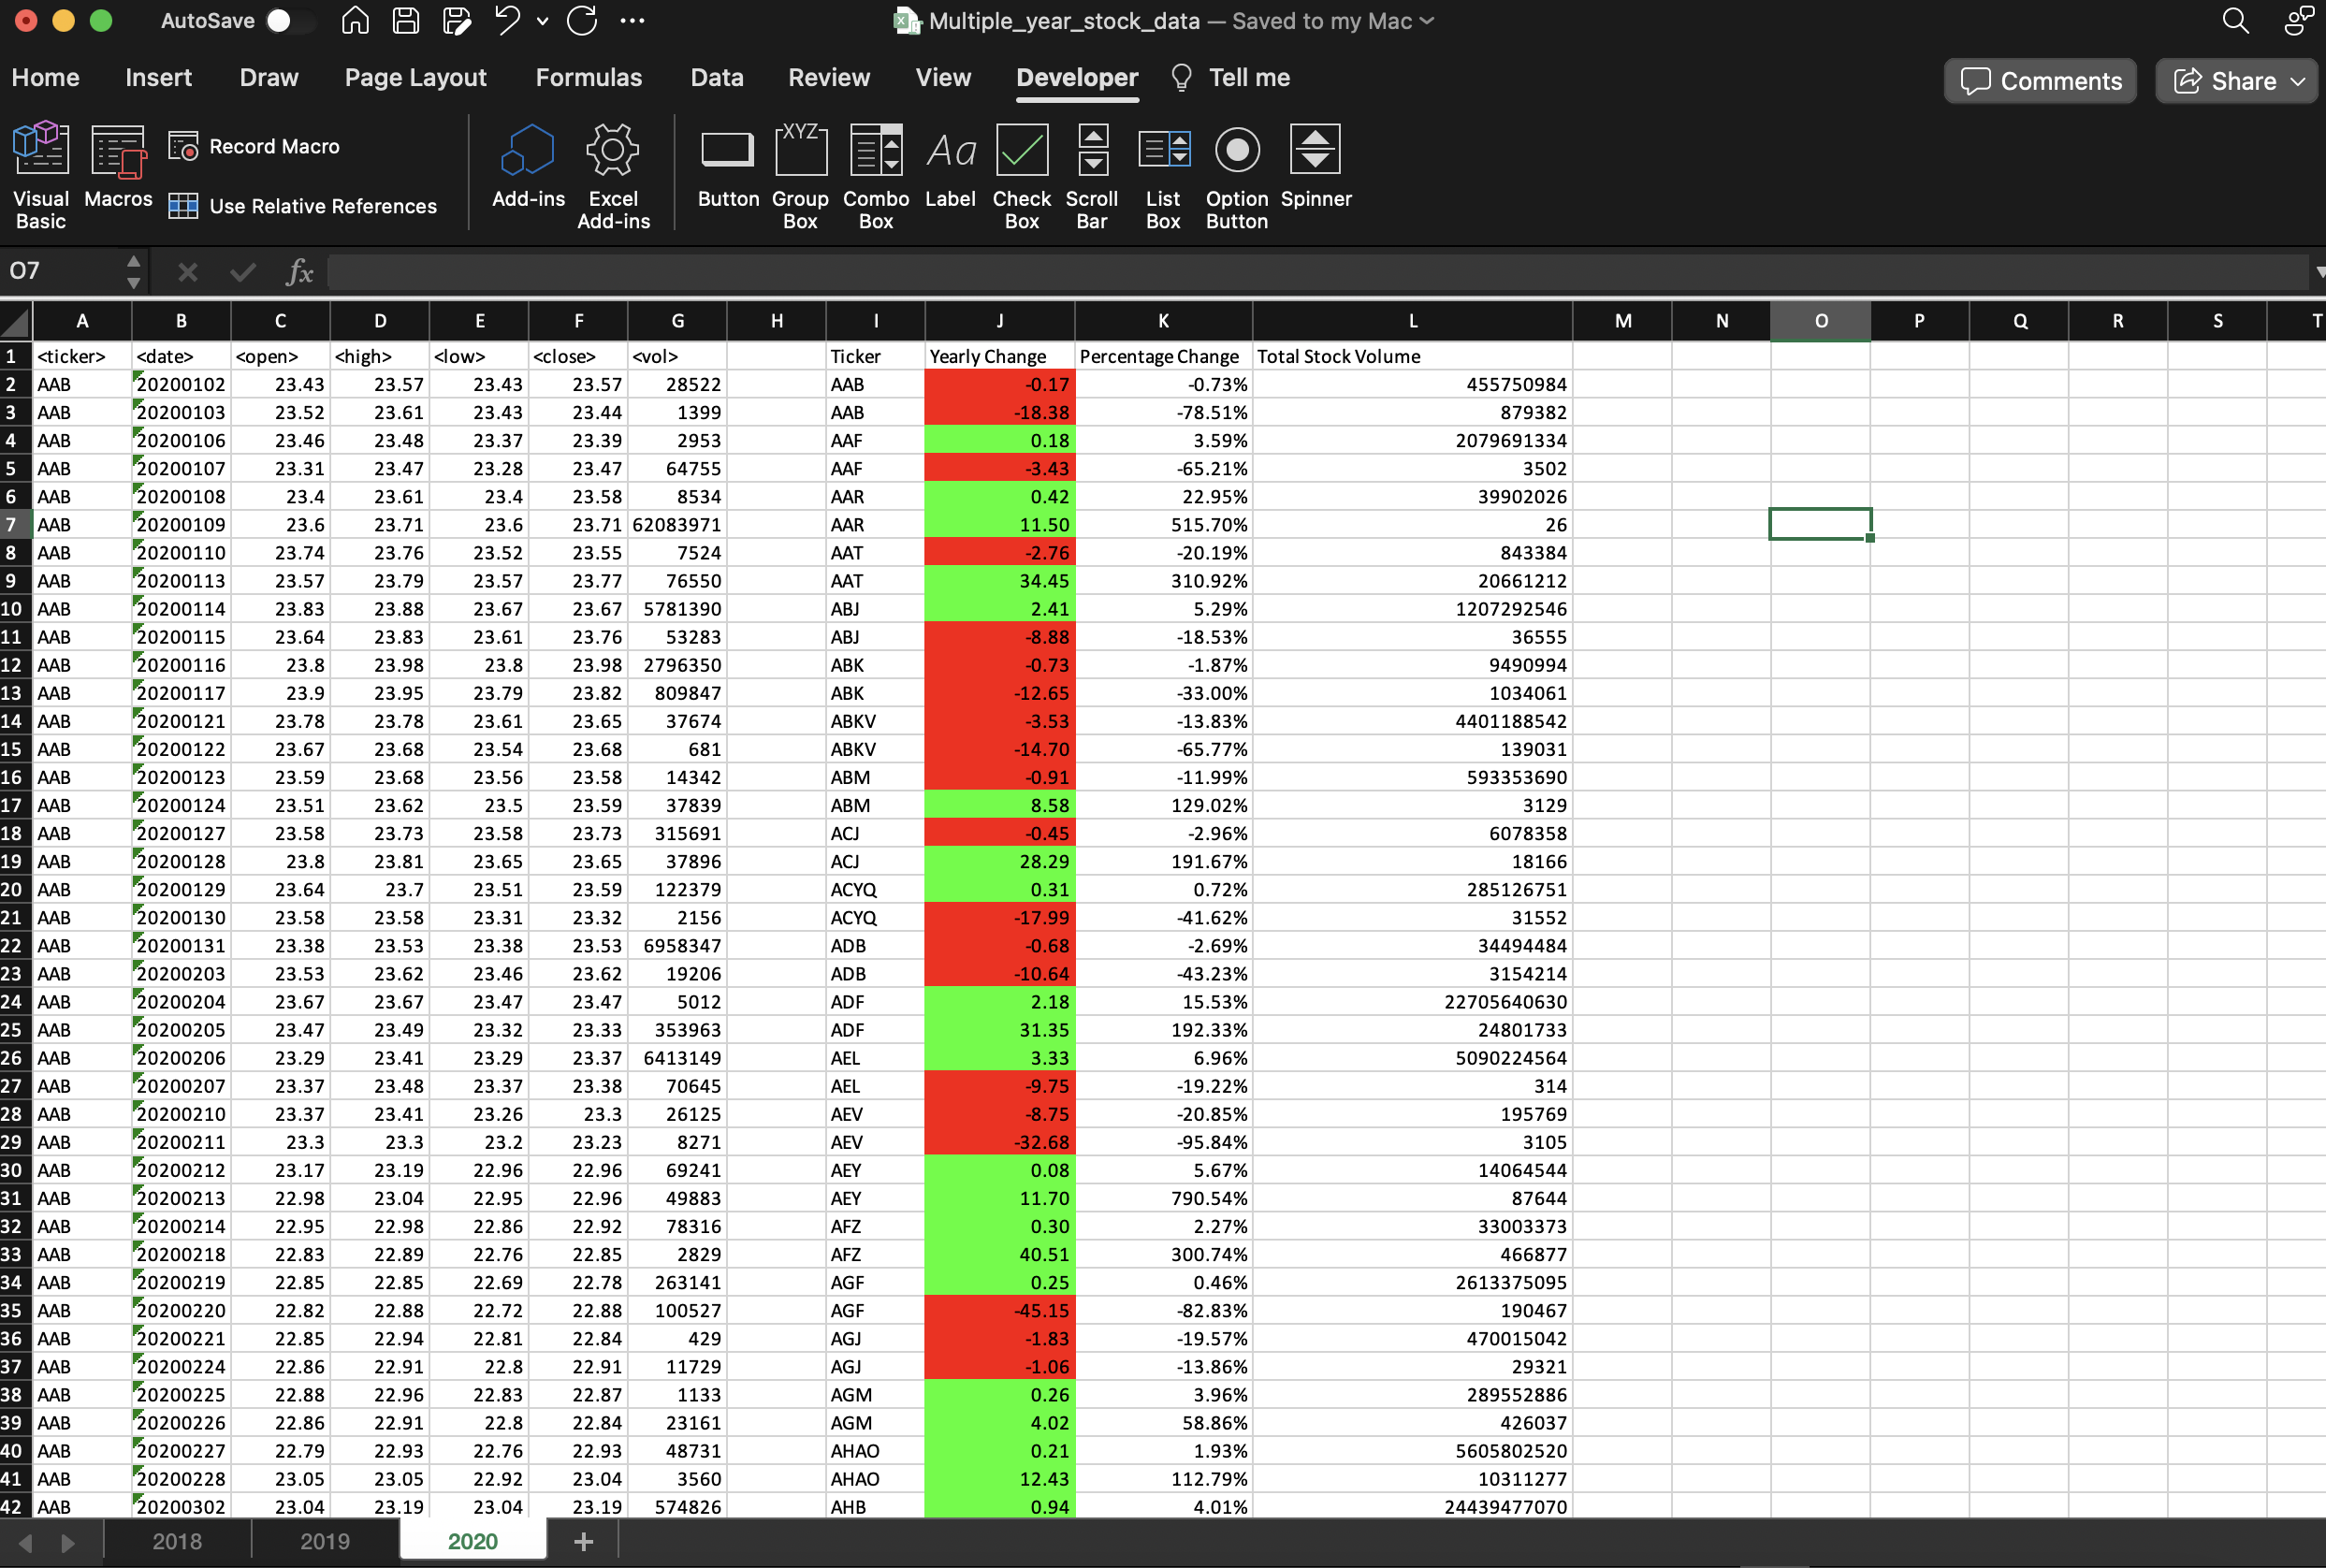 AutoSave
Multiple_year_stock_data — Saved to my Mac
Home Insert Draw Page Layout Formulas Data Review View Developer Tell me Comments Share
Visual Basic Macros Record Macro Use Relative References Add-ins Excel Add-ins XYZ Button Group Box Combo Box Aa Label Check Box Scroll Bar List Box Option Button Spinner
O7 fx
A B C D E F G H I J K L M N O P Q R S T
1 <ticker> <date> <open> <high> <low> <close> <vol> Ticker Yearly Change Percentage Change Total Stock Volume
2 AAB 20200102 23.43 23.57 23.43 23.57 28522 AAB -0.17 -0.73% 455750984
3 AAB 20200103 23.52 23.61 23.43 23.44 1399 AAB -18.38 -78.51% 879382
4 AAB 20200106 23.46 23.48 23.37 23.39 2953 AAF 0.18 3.59% 2079691334
5 AAB 20200107 23.31 23.47 23.28 23.47 64755 AAF -3.43 -65.21% 3502
6 AAB 20200108 23.4 23.61 23.4 23.58 8534 AAR 0.42 22.95% 39902026
7 AAB 20200109 23.6 23.71 23.6 23.71 62083971 AAR 11.50 515.70% 26
8 AAB 20200110 23.74 23.76 23.52 23.55 7524 AAT -2.76 -20.19% 843384
9 AAB 20200113 23.57 23.79 23.57 23.77 76550 AAT 34.45 310.92% 20661212
10 AAB 20200114 23.83 23.88 23.67 23.67 5781390 ABJ 2.41 5.29% 1207292546
11 AAB 20200115 23.64 23.83 23.61 23.76 53283 ABJ -8.88 -18.53% 36555
12 AAB 20200116 23.8 23.98 23.8 23.98 2796350 ABK -0.73 -1.87% 9490994
13 AAB 20200117 23.9 23.95 23.79 23.82 809847 ABK -12.65 -33.00% 1034061
14 AAB 20200121 23.78 23.78 23.61 23.65 37674 ABKV -3.53 -13.83% 4401188542
15 AAB 20200122 23.67 23.68 23.54 23.68 681 ABKV -14.70 -65.77% 139031
16 AAB 20200123 23.59 23.68 23.56 23.58 14342 ABM -0.91 -11.99% 593353690
17 AAB 20200124 23.51 23.62 23.5 23.59 37839 ABM 8.58 129.02% 3129
18 AAB 20200127 23.58 23.73 23.58 23.73 315691 ACJ -0.45 -2.96% 6078358
19 AAB 20200128 23.8 23.81 23.65 23.65 37896 ACJ 28.29 191.67% 18166
20 AAB 20200129 23.64 23.7 23.51 23.59 122379 ACYQ 0.31 0.72% 285126751
21 AAB 20200130 23.58 23.58 23.31 23.32 2156 ACYQ -17.99 -41.62% 31552
22 AAB 20200131 23.38 23.53 23.38 23.53 6958347 ADB -0.68 -2.69% 34494484
23 AAB 20200203 23.53 23.62 23.46 23.62 19206 ADB -10.64 -43.23% 3154214
24 AAB 20200204 23.67 23.67 23.47 23.47 5012 ADF 2.18 15.53% 22705640630
25 AAB 20200205 23.47 23.49 23.32 23.33 353963 ADF 31.35 192.33% 24801733
26 AAB 20200206 23.29 23.41 23.29 23.37 6413149 AEL 3.33 6.96% 5090224564
27 AAB 20200207 23.37 23.48 23.37 23.38 70645 AEL -9.75 -19.22% 314
28 AAB 20200210 23.37 23.41 23.26 23.3 26125 AEV -8.75 -20.85% 195769
29 AAB 20200211 23.3 23.3 23.2 23.23 8271 AEV -32.68 -95.84% 3105
30 AAB 20200212 23.17 23.19 22.96 22.96 69241 AEY 0.08 5.67% 14064544
31 AAB 20200213 22.98 23.04 22.95 22.96 49883 AEY 11.70 790.54% 87644
32 AAB 20200214 22.95 22.98 22.86 22.92 78316 AFZ 0.30 2.27% 33003373
33 AAB 20200218 22.83 22.89 22.76 22.85 2829 AFZ 40.51 300.74% 466877
34 AAB 20200219 22.85 22.85 22.69 22.78 263141 AGF 0.25 0.46% 2613375095
35 AAB 20200220 22.82 22.88 22.72 22.88 100527 AGF -45.15 -82.83% 190467
36 AAB 20200221 22.85 22.94 22.81 22.84 429 AGJ -1.83 -19.57% 470015042
37 AAB 20200224 22.86 22.91 22.8 22.91 11729 AGJ -1.06 -13.86% 29321
38 AAB 20200225 22.88 22.96 22.83 22.87 1133 AGM 0.26 3.96% 289552886
39 AAB 20200226 22.86 22.91 22.8 22.84 23161 AGM 4.02 58.86% 426037
40 AAB 20200227 22.79 22.93 22.76 22.93 48731 AHAO 0.21 1.93% 5605802520
41 AAB 20200228 23.05 23.05 22.92 23.04 3560 AHAO 12.43 112.79% 10311277
42 AAB 20200302 23.04 23.19 23.04 23.19 574826 AHB 0.94 4.01% 24439477070
2018 2019 2020 +